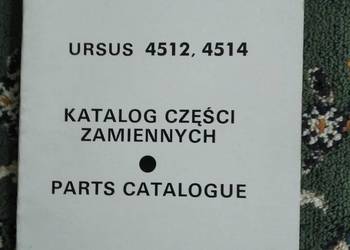 URSUS 4512, 4514
KATALOG CZĘŚCI
ZAMIENNYCH
PARTS CATALOGUE